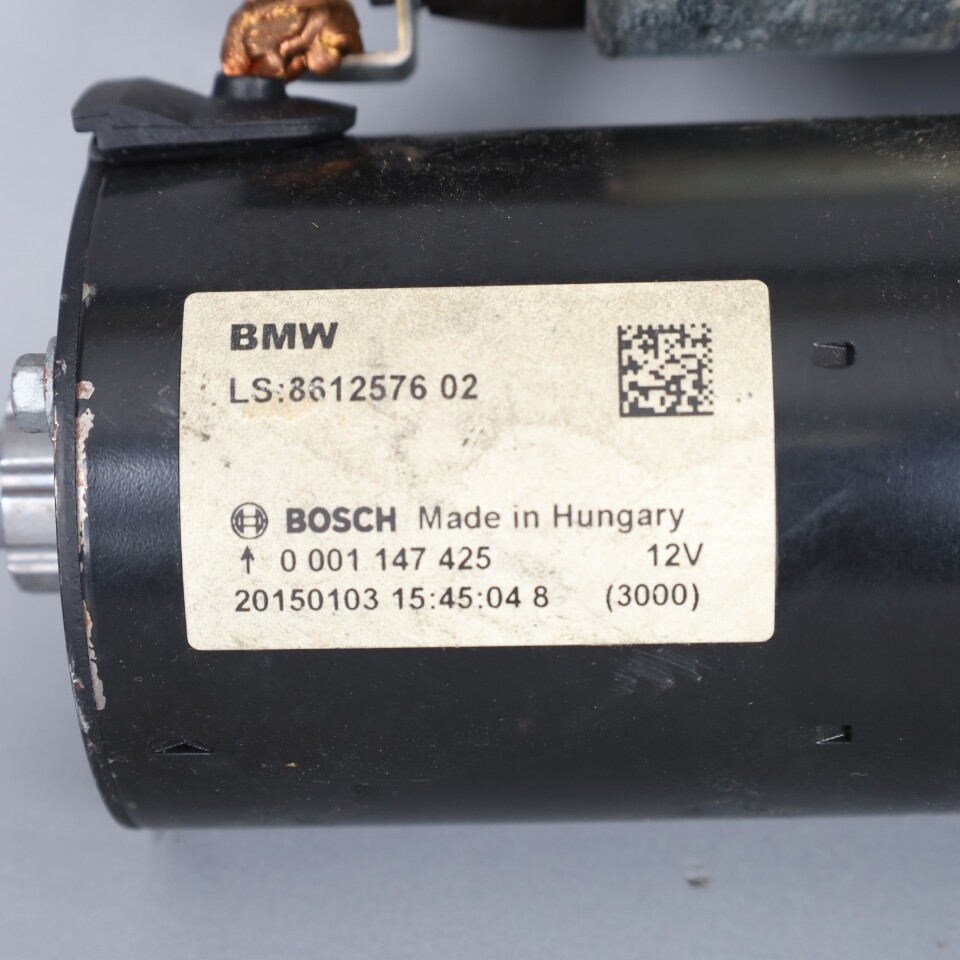 BMW
LS:8612576 02
BOSCH Made in Hungary
↑ 0 001 147 425 12V
20150103 15:45:04 8 (3000)